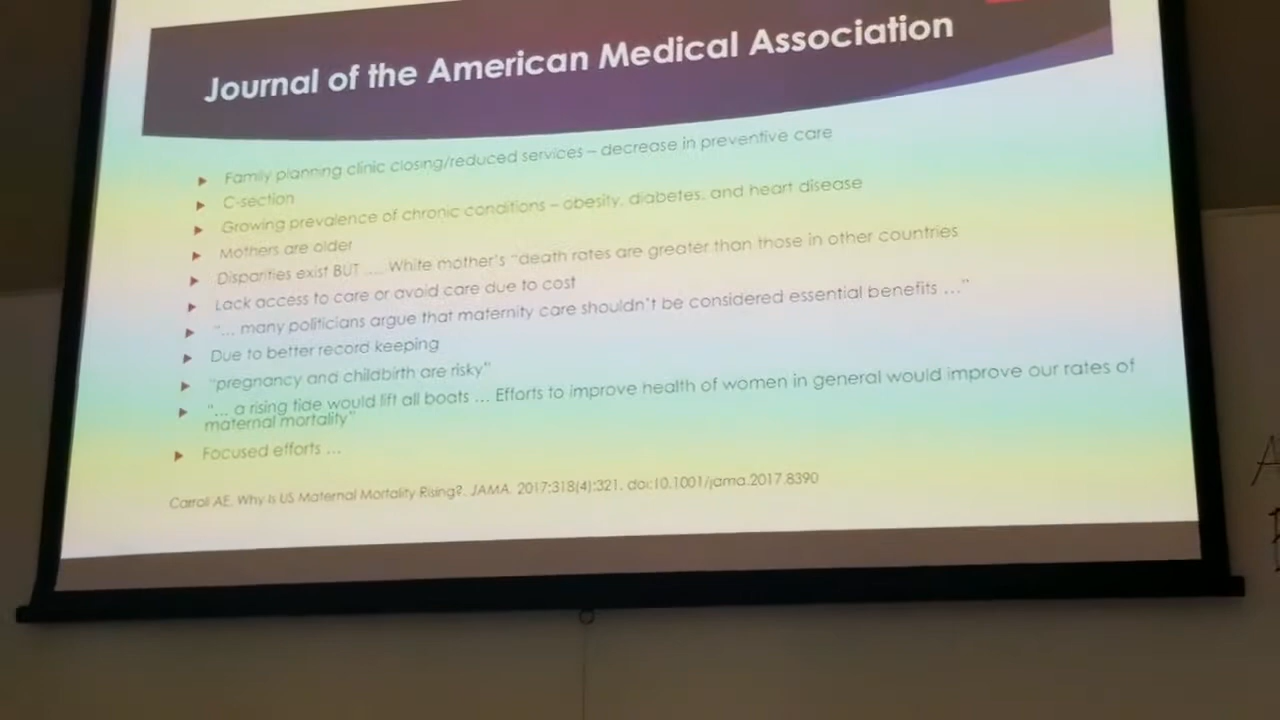 Journal of the American Medical Association
Family planning clinic closing/reduced services – decrease in preventive care
C-section
Growing prevalence of chronic conditions – obesity, diabetes, and heart disease
Mothers are older
Disparities exist BUT .... White mother's "death rates are greater than those in other countries
Lack access to care or avoid care due to cost
"... many politicians argue that maternity care shouldn't be considered essential benefits ..."
Due to better record keeping
"pregnancy and childbirth are risky"
"... a rising tide would lift all boats ... Efforts to improve health of women in general would improve our rates of
maternal mortality"
Focused efforts ...
Carroll AE. Why Is US Maternal Mortality Rising?. JAMA. 2017;318(4):321. doi:10.1001/jama.2017.8390